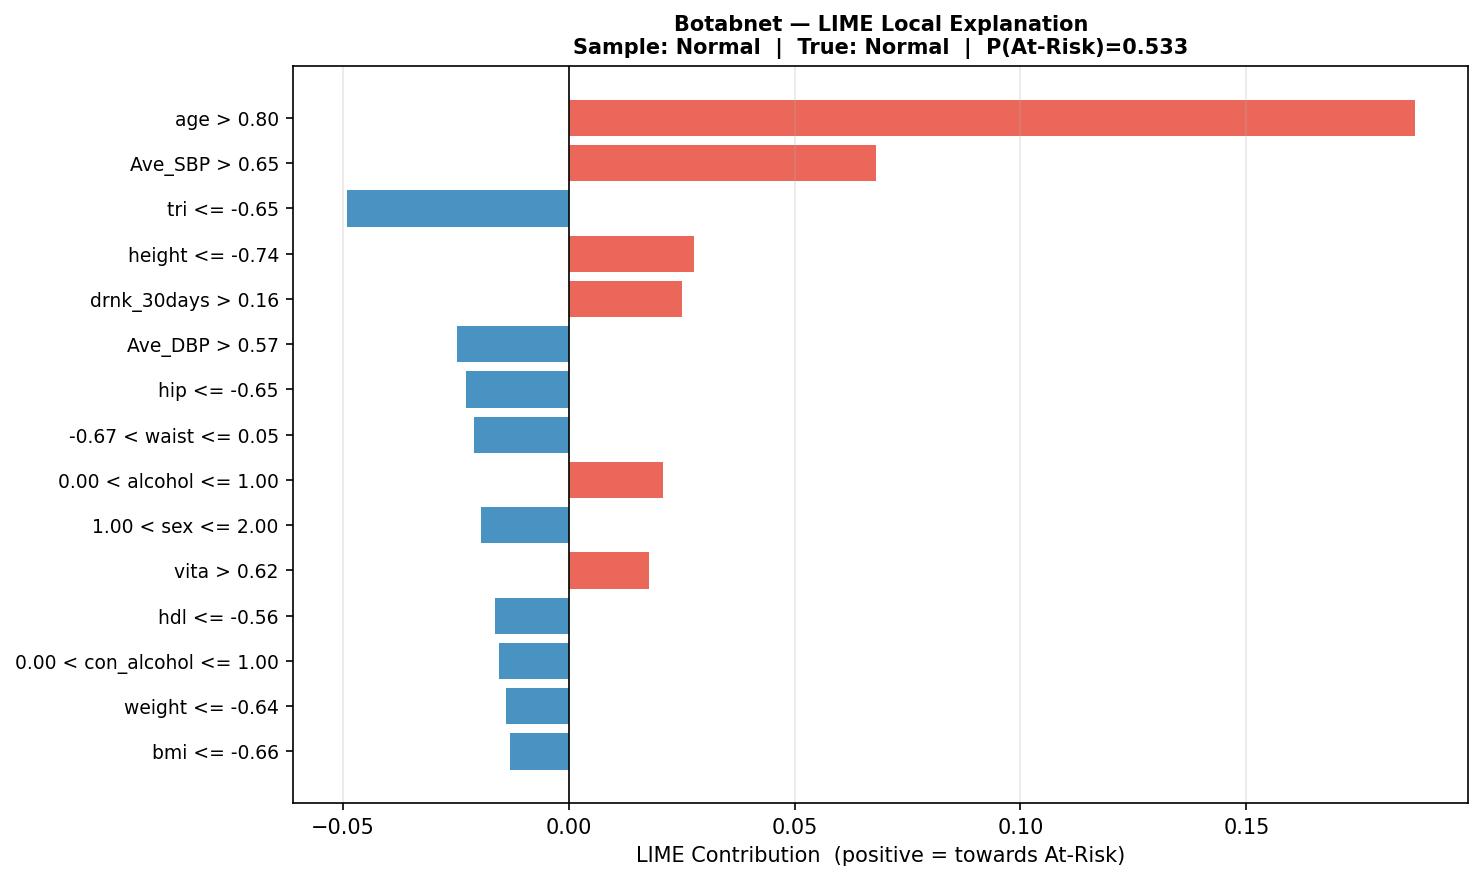 Botabnet — LIME Local Explanation
Sample: Normal | True: Normal | P(At-Risk)=0.533
age > 0.80
Ave_SBP > 0.65
tri <= -0.65
height <= -0.74
drnk_30days > 0.16
Ave_DBP > 0.57
hip <= -0.65
-0.67 < waist <= 0.05
0.00 < alcohol <= 1.00
1.00 < sex <= 2.00
vita > 0.62
hdl <= -0.56
0.00 < con_alcohol <= 1.00
weight <= -0.64
bmi <= -0.66
−0.05 0.00 0.05 0.10 0.15
LIME Contribution (positive = towards At-Risk)